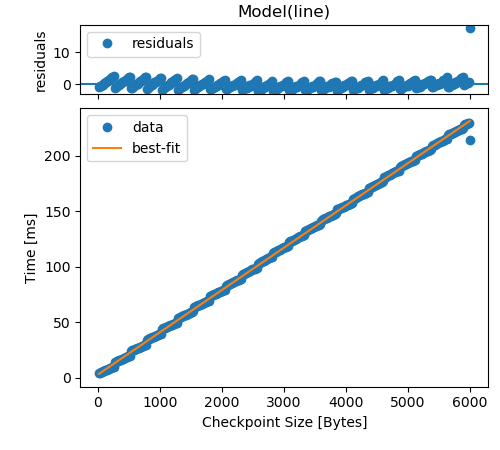 Model(line)
residuals
10
0
residuals
data
best-fit
Time [ms]
200
150
100
50
0
0 1000 2000 3000 4000 5000 6000
Checkpoint Size [Bytes]